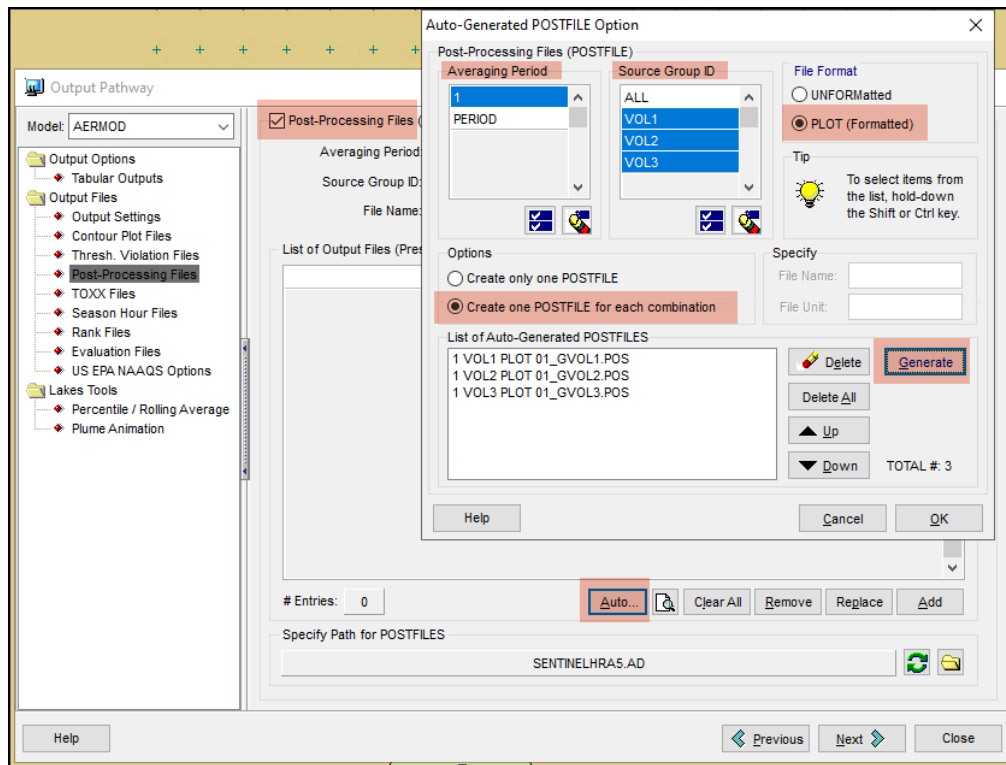 Output Pathway
Model: AERMOD
Output Options
Tabular Outputs
Output Files
Output Settings
Contour Plot Files
Thresh. Violation Files
Post-Processing Files
TOXX Files
Season Hour Files
Rank Files
Evaluation Files
US EPA NAAQS Options
Lakes Tools
Percentile / Rolling Average
Plume Animation
Post-Processing Files (
Averaging Period:
Source Group ID:
File Name:
List of Output Files (Pres
Auto-Generated POSTFILE Option
Post-Processing Files (POSTFILE)
Averaging Period
1
PERIOD
Source Group ID
ALL
VOL1
VOL2
VOL3
File Format
UNFORMatted
PLOT (Formatted)
Tip
To select items from
the list, hold-down
the Shift or Ctrl key.
Options
Create only one POSTFILE
Create one POSTFILE for each combination
Specify
File Name:
File Unit:
List of Auto-Generated POSTFILES
1 VOL1 PLOT 01_GVOL1.POS
1 VOL2 PLOT 01_GVOL2.POS
1 VOL3 PLOT 01_GVOL3.POS
Delete
Generate
Delete All
Up
Down
TOTAL #: 3
Help
Cancel
OK
# Entries: 0
Auto...
Clear All
Remove
Replace
Add
Specify Path for POSTFILES
SENTINELHRA5.AD
Help
Previous
Next
Close